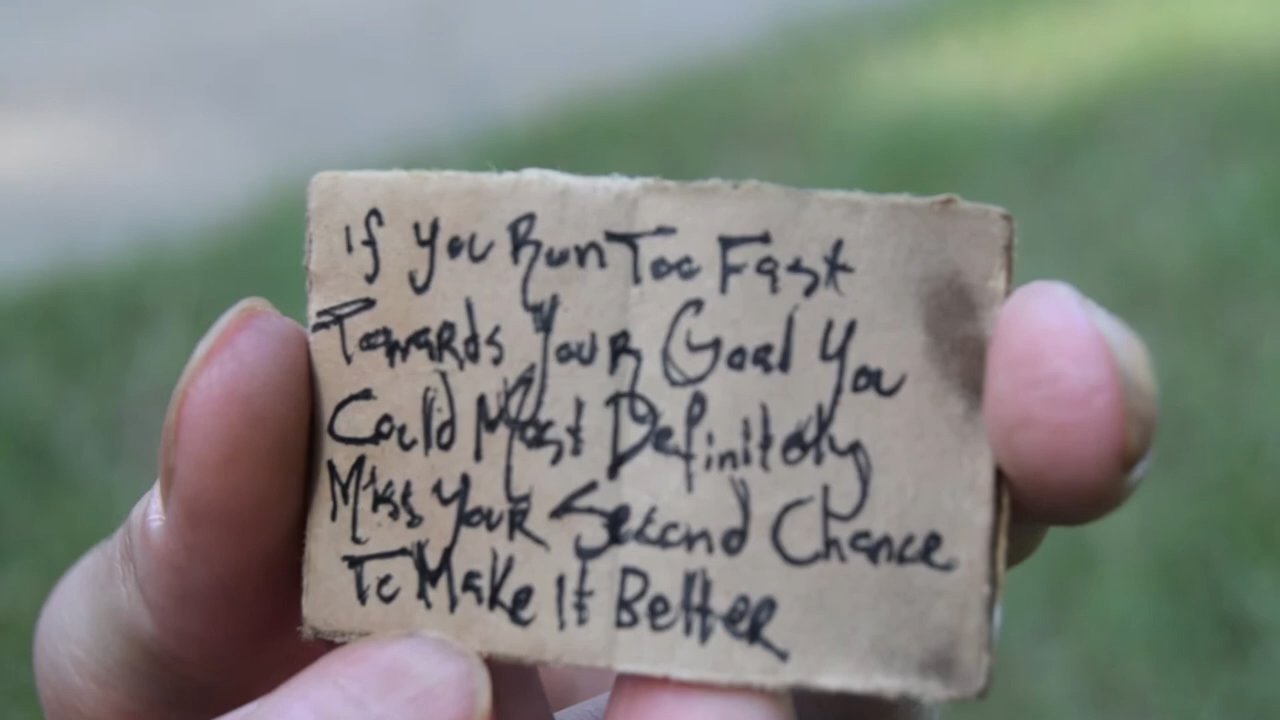 If you Run Too Fast
Towards Your Goal You
Could Most Definitely
Miss Your Second Chance
To Make It Better